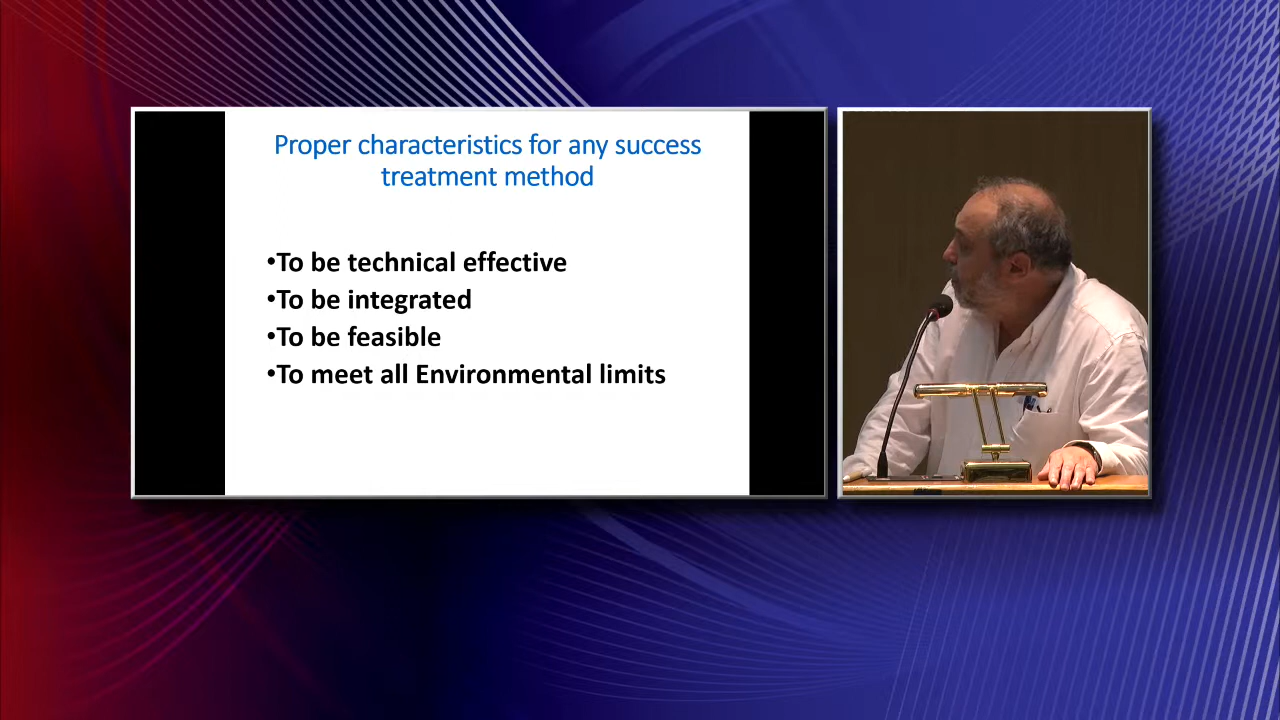 Proper characteristics for any success
treatment method
•To be technical effective
•To be integrated
•To be feasible
•To meet all Environmental limits